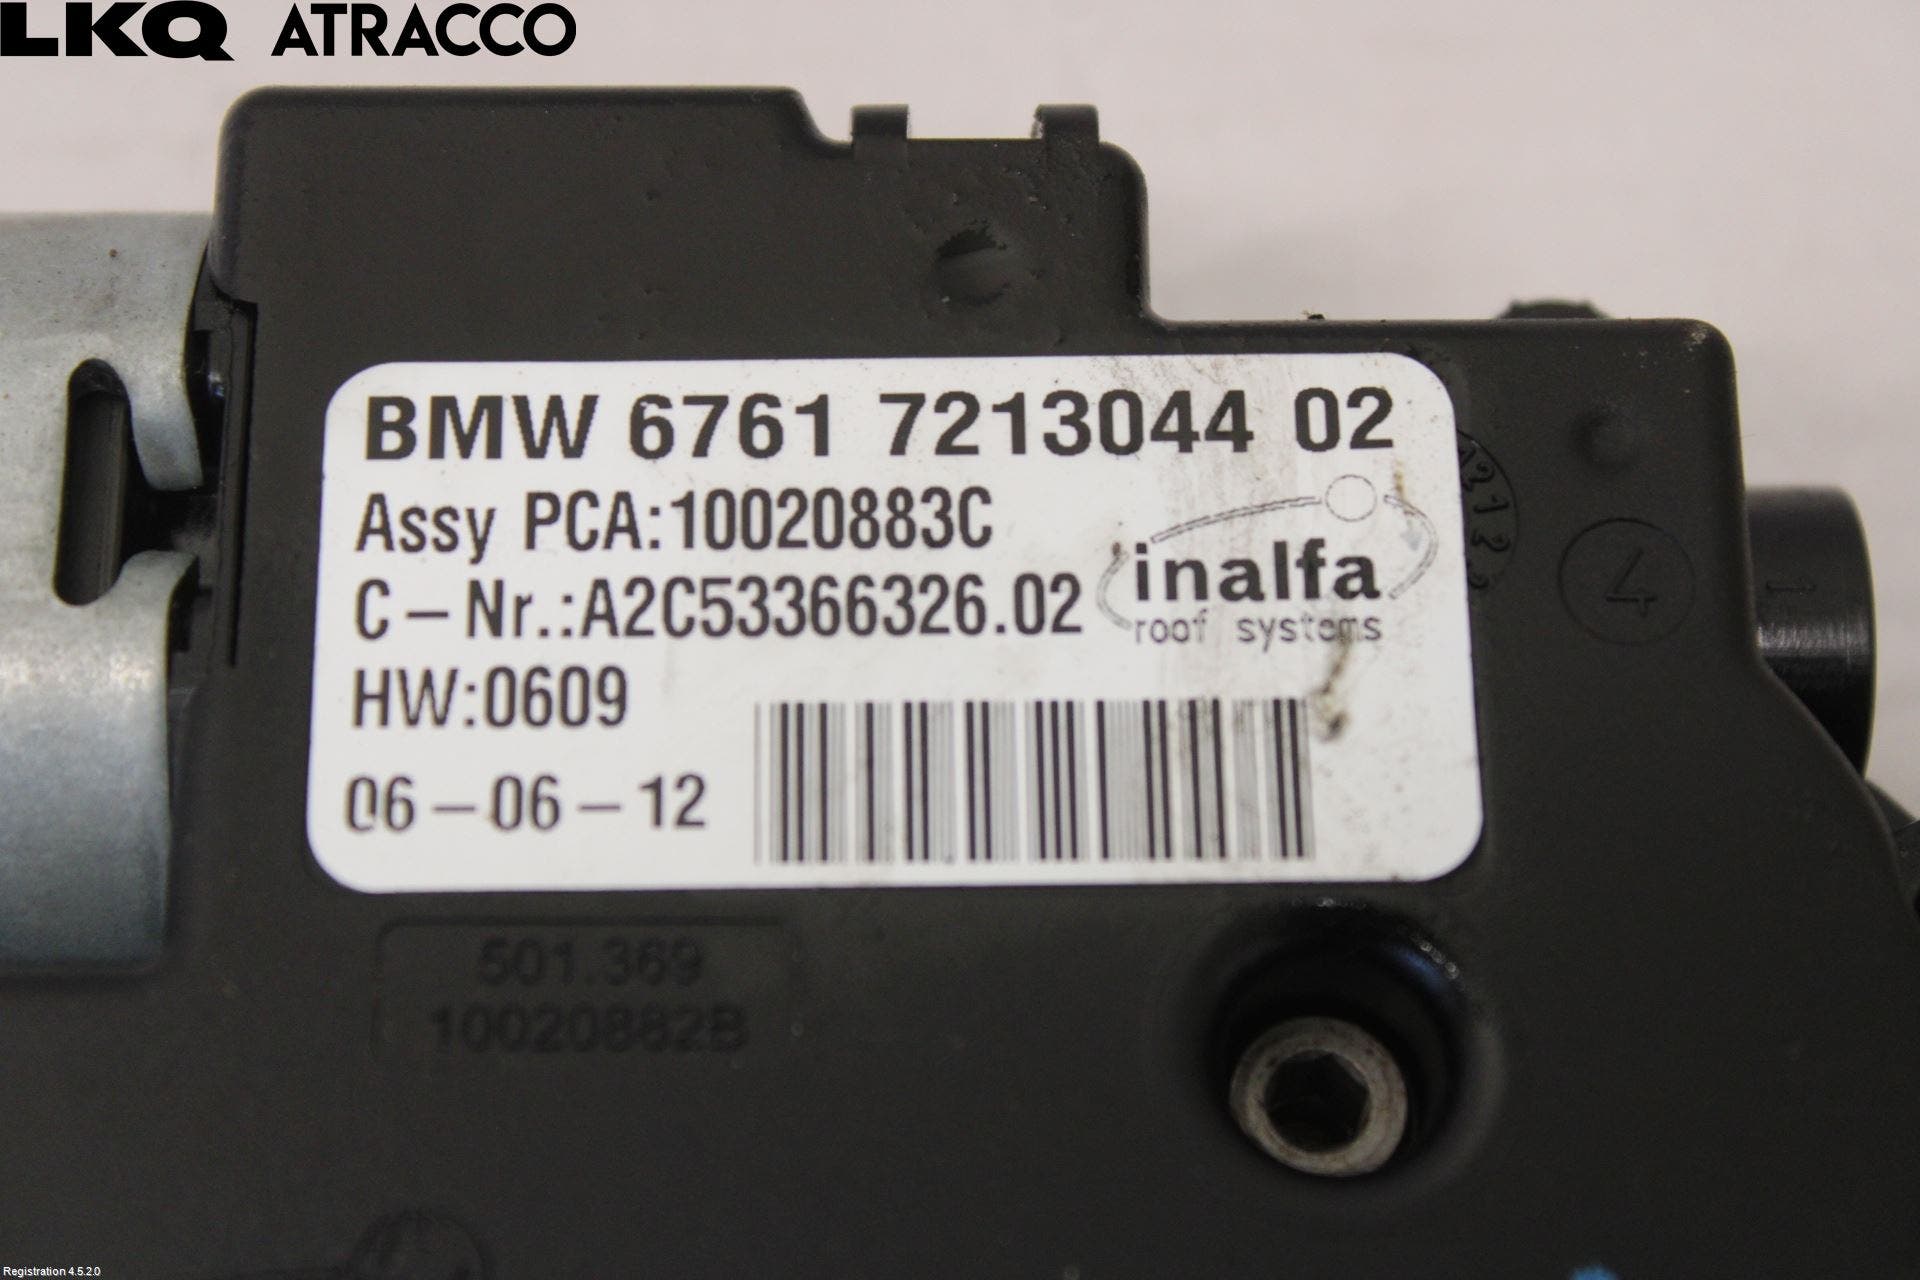 LKQ ATRACCO
BMW 6761 7213044 02
Assy PCA:10020883C
C-Nr.:A2C53366326.02
inalfa
roof systems
HW:0609
06-06-12
501.369
10020882B
Registration 4.5.2.0